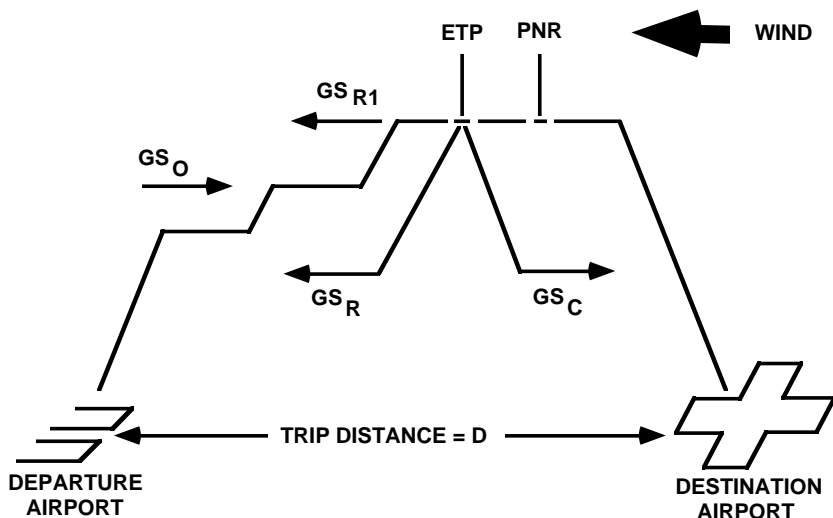 ETP PNR WIND
GS R1
GS O
GS R
GS C
TRIP DISTANCE = D
DEPARTURE
AIRPORT
DESTINATION
AIRPORT